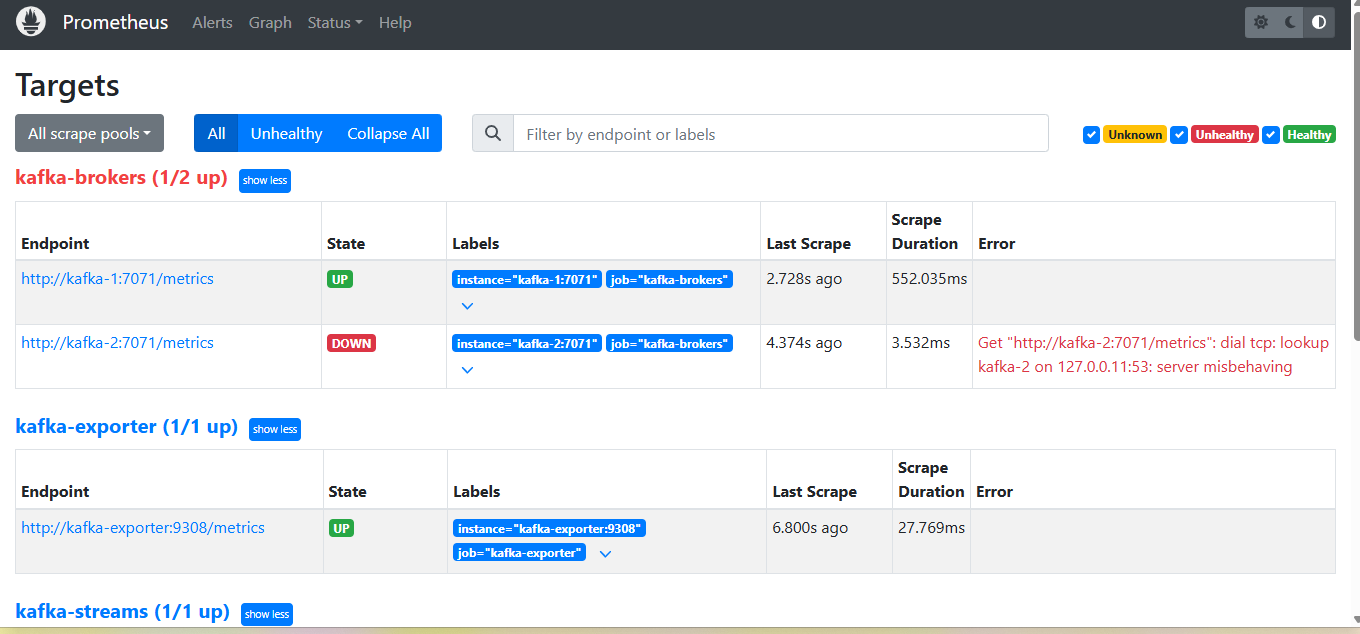 Prometheus Alerts Graph Status Help
Targets
All scrape pools All Unhealthy Collapse All Filter by endpoint or labels Unknown Unhealthy Healthy
kafka-brokers (1/2 up) show less
Endpoint State Labels Last Scrape Scrape Duration Error
http://kafka-1:7071/metrics UP instance="kafka-1:7071" job="kafka-brokers" 2.728s ago 552.035ms
http://kafka-2:7071/metrics DOWN instance="kafka-2:7071" job="kafka-brokers" 4.374s ago 3.532ms Get "http://kafka-2:7071/metrics": dial tcp: lookup
kafka-2 on 127.0.0.11:53: server misbehaving
kafka-exporter (1/1 up) show less
Endpoint State Labels Last Scrape Scrape Duration Error
http://kafka-exporter:9308/metrics UP instance="kafka-exporter:9308" 6.800s ago 27.769ms
job="kafka-exporter"
kafka-streams (1/1 up) show less